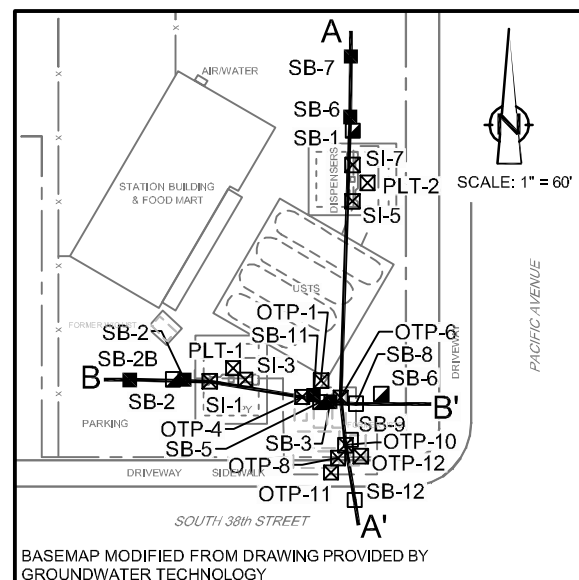 A
AIR/WATER
SB-7
SB-6
SB-1
SI-7
PLT-2
SI-5
DISPENSERS
N
SCALE: 1" = 60'
STATION BUILDING
& FOOD MART
PACIFIC AVENUE
USTS
OTP-1
OTP-6
SB-11
SB-8
SB-2
PLT-1
SI-3
SB-2B
SB-6
DRIVEWAY
B
B'
SB-2
SI-1
OTP-4
SB-5
SB-3
SB-9
OTP-10
PARKING
OTP-8
OTP-12
DRIVEWAY
SIDEWALK
OTP-11
SB-12
SOUTH 38th STREET
A'
BASEMAP MODIFIED FROM DRAWING PROVIDED BY
GROUNDWATER TECHNOLOGY